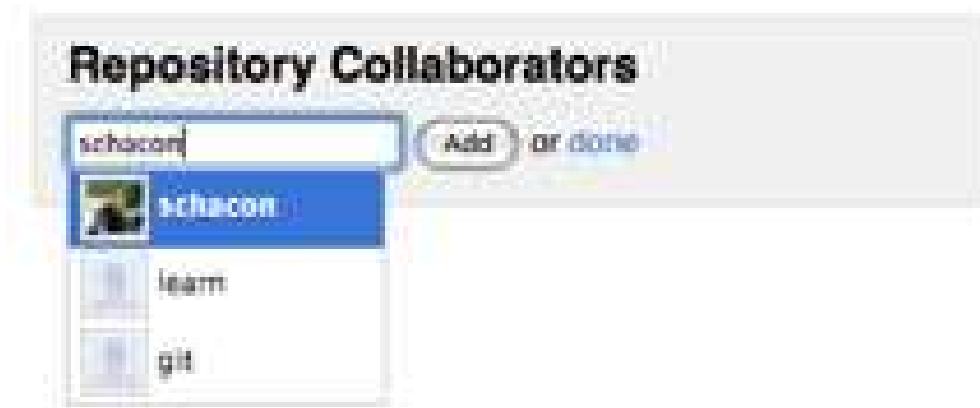 Repository Collaborators
schacon Add or done
schacon
learn
git